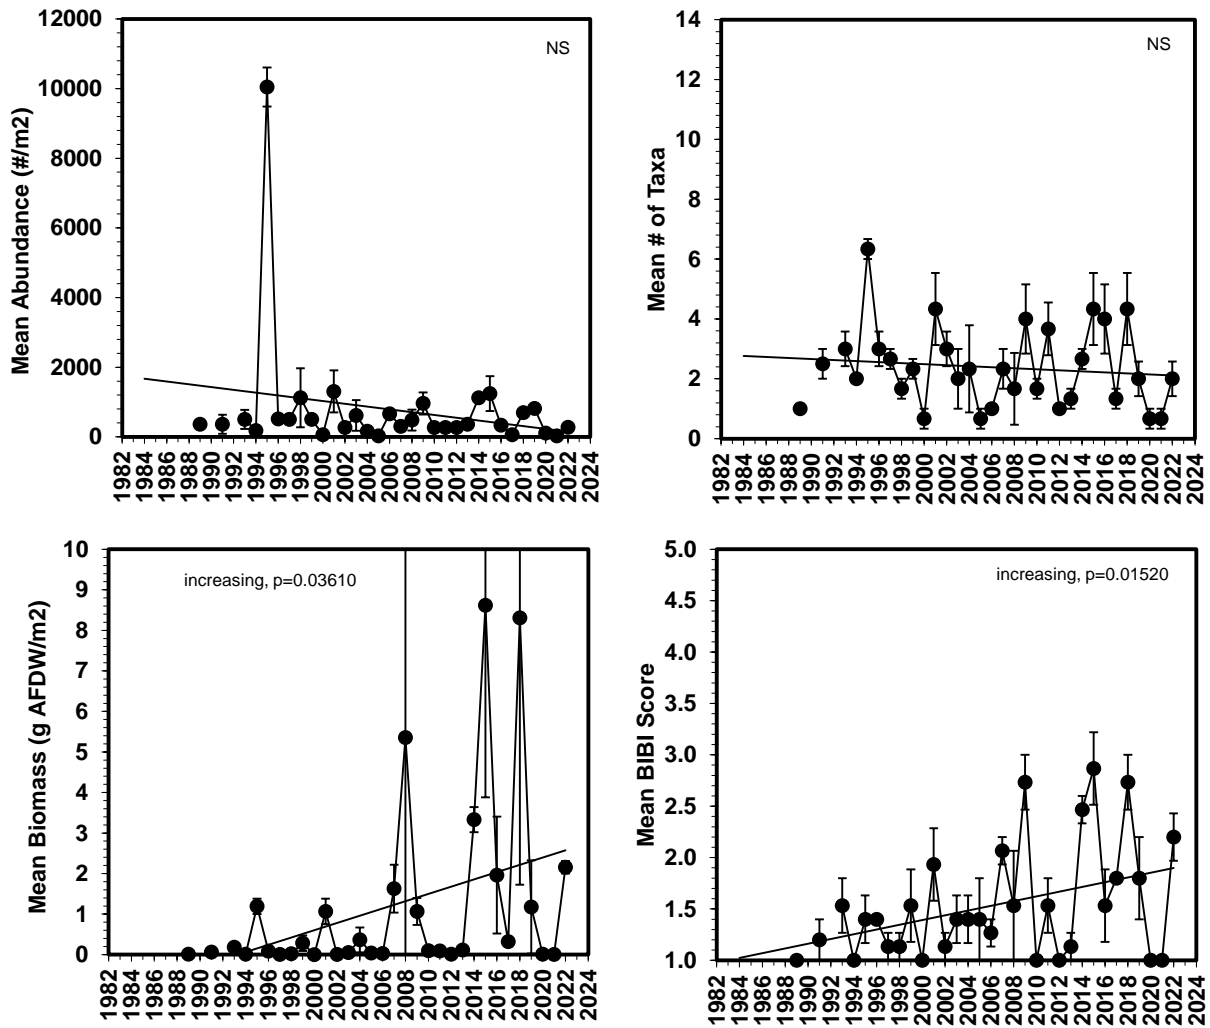 12000
10000
8000
6000
4000
2000
0
Mean Abundance (#/m2)
NS
1982 1984 1986 1988 1990 1992 1994 1996 1998 2000 2002 2004 2006 2008 2010 2012 2014 2016 2018 2020 2022 2024
14
12
10
8
6
4
2
0
Mean # of Taxa
NS
1982 1984 1986 1988 1990 1992 1994 1996 1998 2000 2002 2004 2006 2008 2010 2012 2014 2016 2018 2020 2022 2024
10
9
8
7
6
5
4
3
2
1
0
Mean Biomass (g AFDW/m2)
increasing, p=0.03610
1982 1984 1986 1988 1990 1992 1994 1996 1998 2000 2002 2004 2006 2008 2010 2012 2014 2016 2018 2020 2022 2024
5.0
4.5
4.0
3.5
3.0
2.5
2.0
1.5
1.0
Mean BIBI Score
increasing, p=0.01520
1982 1984 1986 1988 1990 1992 1994 1996 1998 2000 2002 2004 2006 2008 2010 2012 2014 2016 2018 2020 2022 2024